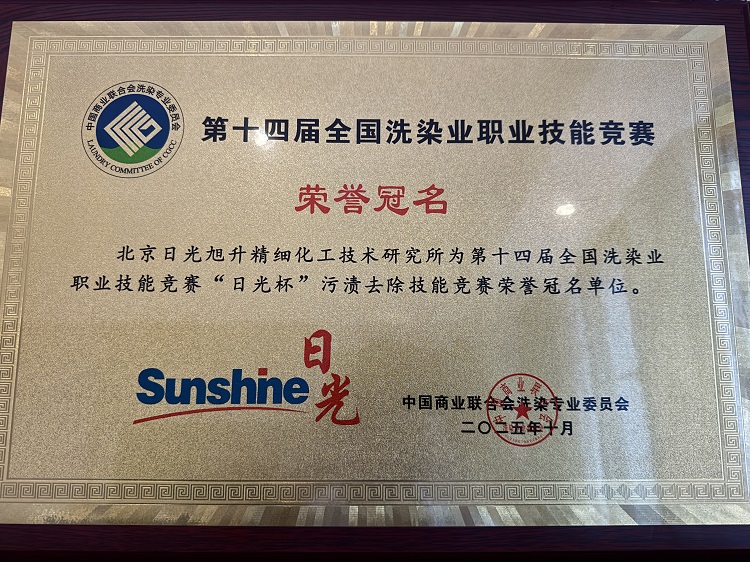 中国商业联合会洗染专业委员会
LAUNDRY COMMITTEE OF CGCC
第十四届全国洗染业职业技能竞赛
荣誉冠名
北京日光旭升精细化工技术研究所为第十四届全国洗染业
职业技能竞赛“日光杯”污渍去除技能竞赛荣誉冠名单位。
Sunshine 日光
中国商业联合会洗染专业委员会
二〇二五年十月